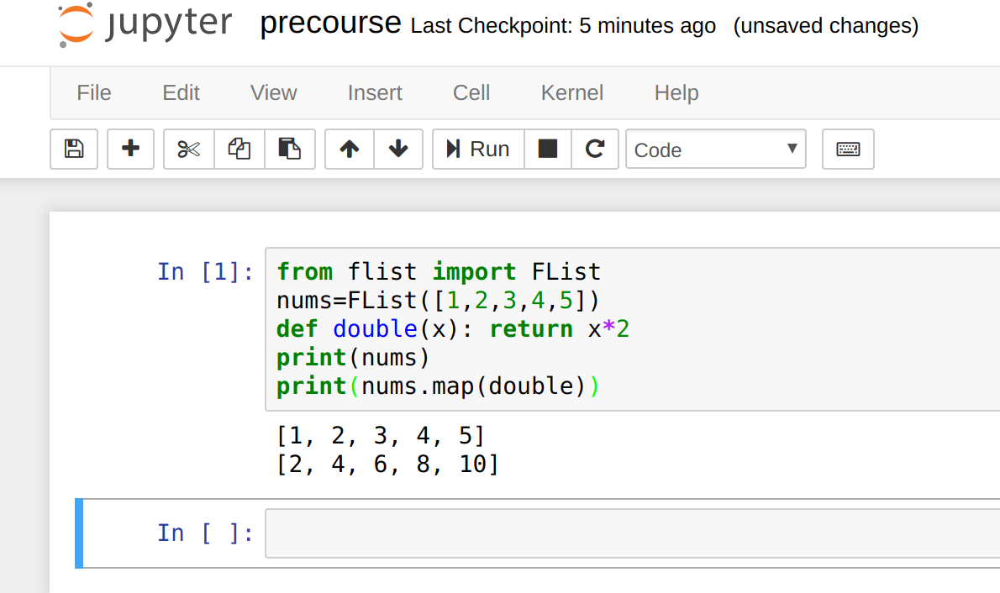 jupyter precourse Last Checkpoint: 5 minutes ago (unsaved changes)
File Edit View Insert Cell Kernel Help
Run Code
In [1]: from flist import FList
nums=FList([1,2,3,4,5])
def double(x): return x*2
print(nums)
print(nums.map(double))
[1, 2, 3, 4, 5]
[2, 4, 6, 8, 10]
In [ ]: